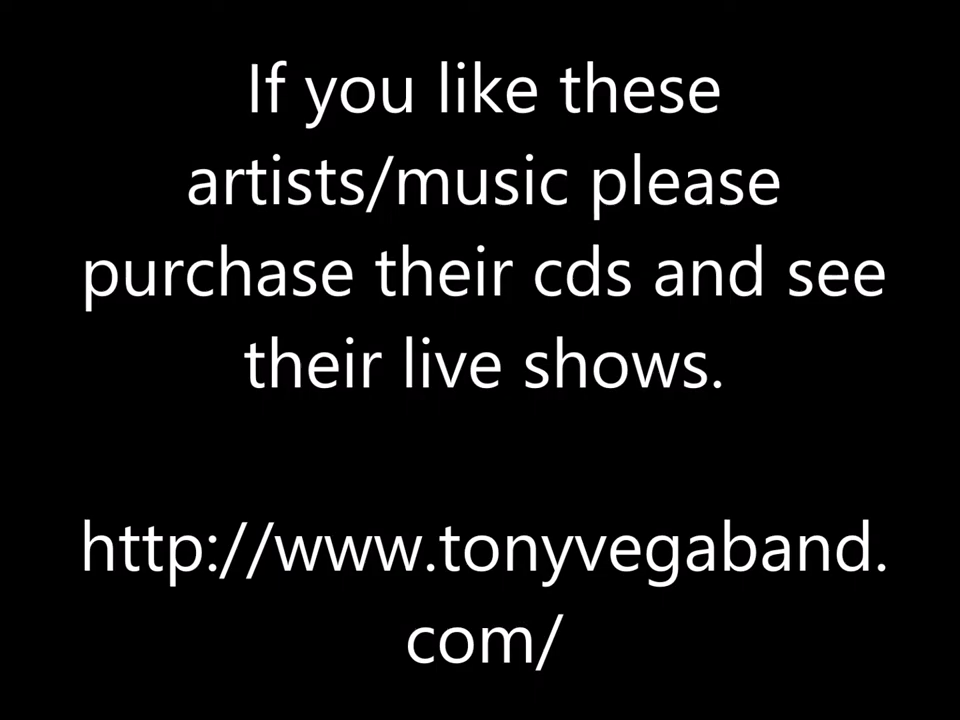 If you like these
artists/music please
purchase their cds and see
their live shows.
http://www.tonyvegaband.
com/